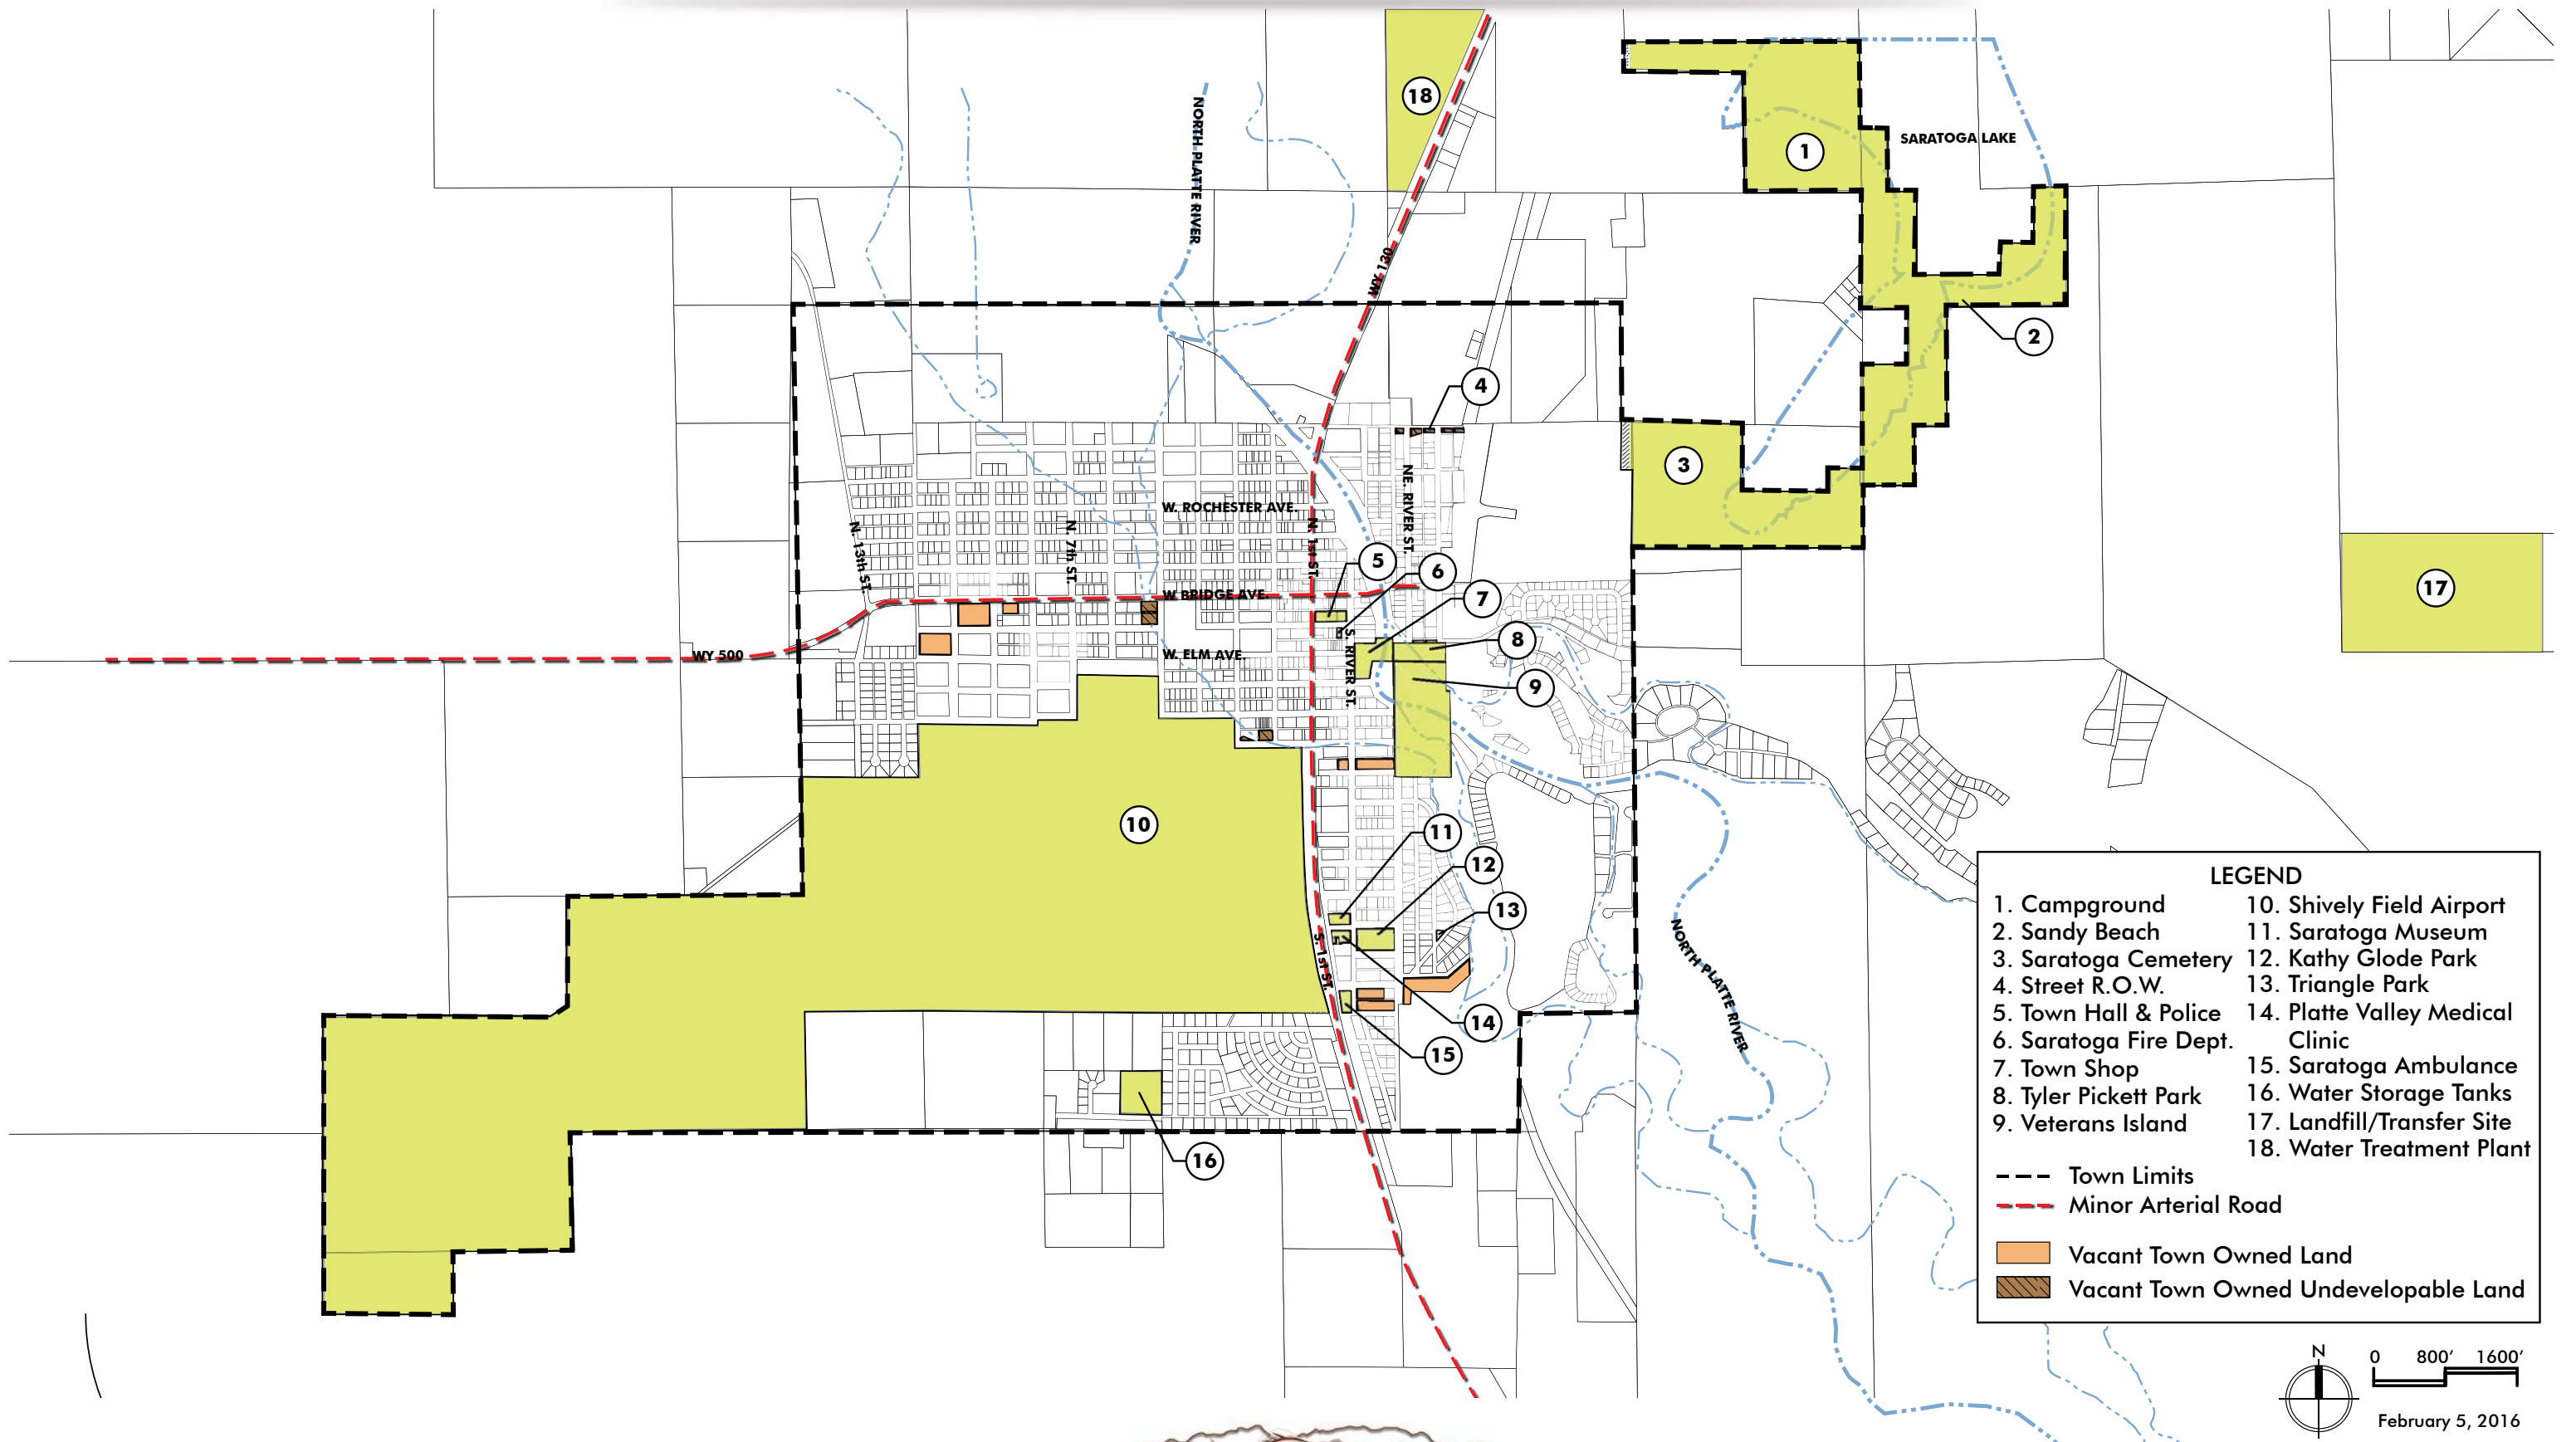 18
1
SARATOGA LAKE
NORTH PLATTE RIVER
WY 130
2
4
3
W. ROCHESTER AVE.
NE. RIVER ST.
N. 13th ST.
N. 7th ST.
N. 1st ST.
5
6
7
17
W. BRIDGE AVE.
8
WY 500
W. ELM AVE.
S. RIVER ST.
9
10
11
12
13
S. 1st ST.
NORTH PLATTE RIVER
14
15
16
LEGEND
1. Campground
2. Sandy Beach
3. Saratoga Cemetery
4. Street R.O.W.
5. Town Hall & Police
6. Saratoga Fire Dept.
7. Town Shop
8. Tyler Pickett Park
9. Veterans Island
10. Shively Field Airport
11. Saratoga Museum
12. Kathy Glode Park
13. Triangle Park
14. Platte Valley Medical
Clinic
15. Saratoga Ambulance
16. Water Storage Tanks
17. Landfill/Transfer Site
18. Water Treatment Plant
Town Limits
Minor Arterial Road
Vacant Town Owned Land
Vacant Town Owned Undevelopable Land
N
0 800' 1600'
February 5, 2016